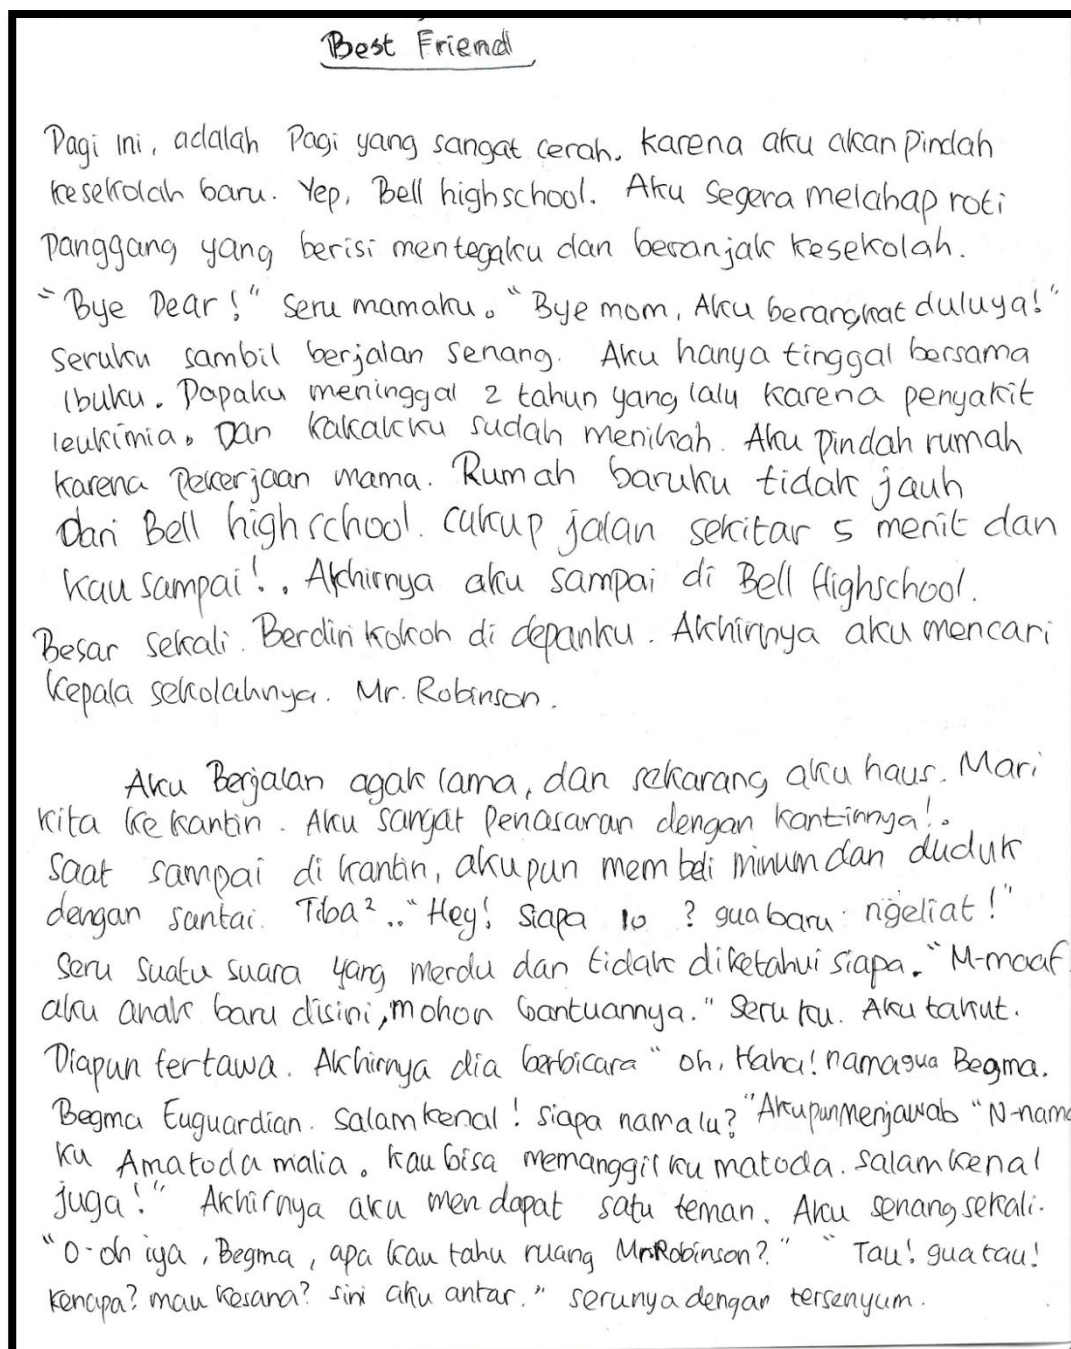 Best Friend
Pagi ini, adalah Pagi yang sangat cerah. Karena aku akan Pindah
kesekolah baru. Yep, Bell highschool. Aku segera melahap roti
Panggang yang berisi mentegaku dan beranjak kesekolah.
"Bye Dear!" seru mamaku. "Bye mom, Aku berangkat duluya!"
seruku sambil berjalan senang. Aku hanya tinggal bersama
Ibuku. Papaku meninggal 2 tahun yang lalu karena penyakit
leukimia. Dan kakakku sudah menikah. Aku Pindah rumah
karena Pekerjaan mama. Rumah baruku tidak jauh
Dari Bell highschool. cukup jalan sekitar 5 menit dan
kau sampai!. Akhirnya aku sampai di Bell Highschool.
Besar sekali. Berdiri kokoh di depanku. Akhirnya aku mencari
kepala sekolahnya. Mr. Robinson.
Aku Berjalan agak lama, dan sekarang aku haus. Mari
kita ke kantin. Aku sangat Penasaran dengan kantinnya!.
Saat sampai di kantin, akupun membeli minum dan duduk
dengan santai. Tiba².. "Hey! siapa lo ? gua baru ngeliat!"
Seru suatu suara yang merdu dan tidak diketahui siapa. "M-maaf
aku anak baru disini, mohon bantuannya." Seru ku. Aku takut.
Diapun tertawa. Akhirnya dia berbicara "oh, Haha! namagua Begma.
Begma Euguardian. salam kenal! siapa nama lu?" Akupun menjawab "N-nama
ku Amatoda malia. kau bisa memanggil ku matoda. salam kenal
juga!" Akhirnya aku mendapat satu teman. Aku senang sekali.
"O-oh iya, Begma, apa kau tahu ruang Mr.Robinson?" "Tau! gua tau!
kenapa? mau kesana? sini aku antar." serunya dengan tersenyum.